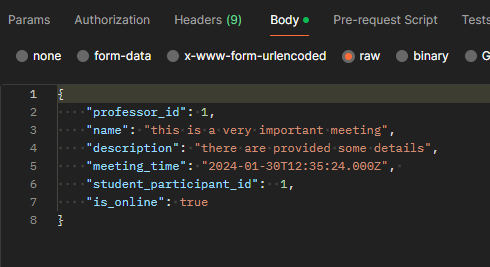 Params Authorization Headers (9) Body Pre-request Script Tests
none form-data x-www-form-urlencoded raw binary G
1 {
2 "professor_id": 1,
3 "name": "this is a very important meeting",
4 "description": "there are provided some details",
5 "meeting_time": "2024-01-30T12:35:24.000Z",
6 "student_participant_id": 1,
7 "is_online": true
8 }